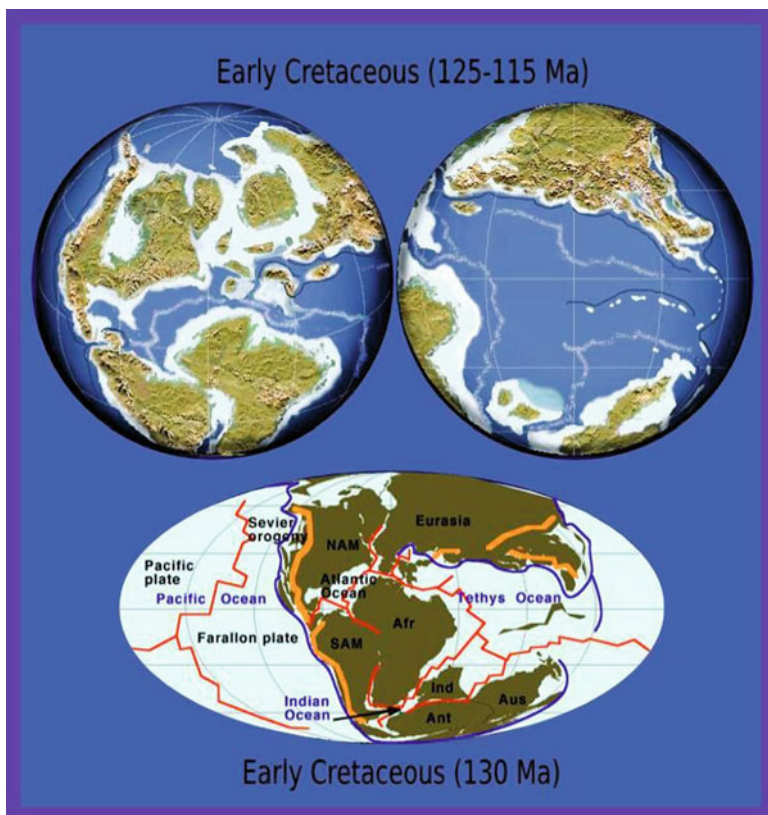 Early Cretaceous (125-115 Ma)
Sevier
orogeny
Eurasia
NAM
Pacific
plate
Atlantic
Ocean
Pacific Ocean
Tethys Ocean
Afr
Farallon plate
SAM
Ind
Aus
Indian
Ocean
Ant
Early Cretaceous (130 Ma)